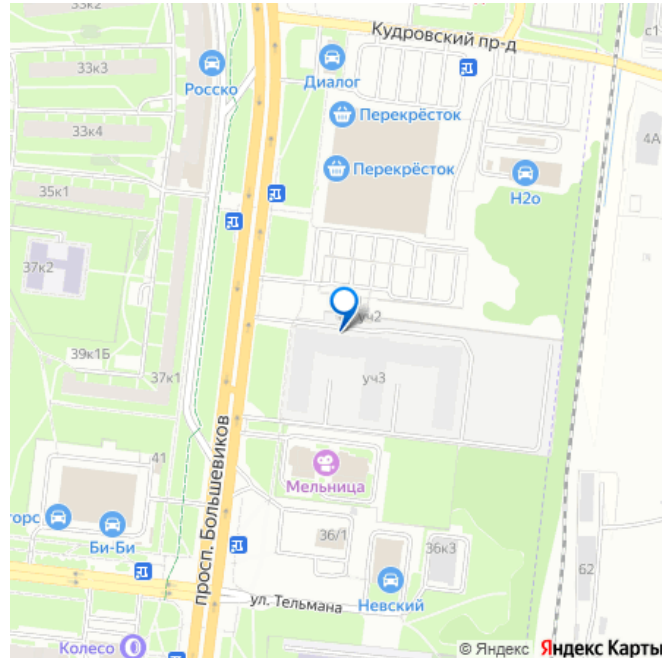 33к2
Кудровский пр-д
с1
33к3
Росско
Диалог
33к4
Перекрёсток
4А
Перекрёсток
Н2о
35к1
37к2
уч2
39к1Б
37к1
уч3
просп. Большевиков
41
Мельница
торс
Би-Би
36/1
36к3
62
ул. Тельмана
Невский
Колесо
© Яндекс Яндекс Карты